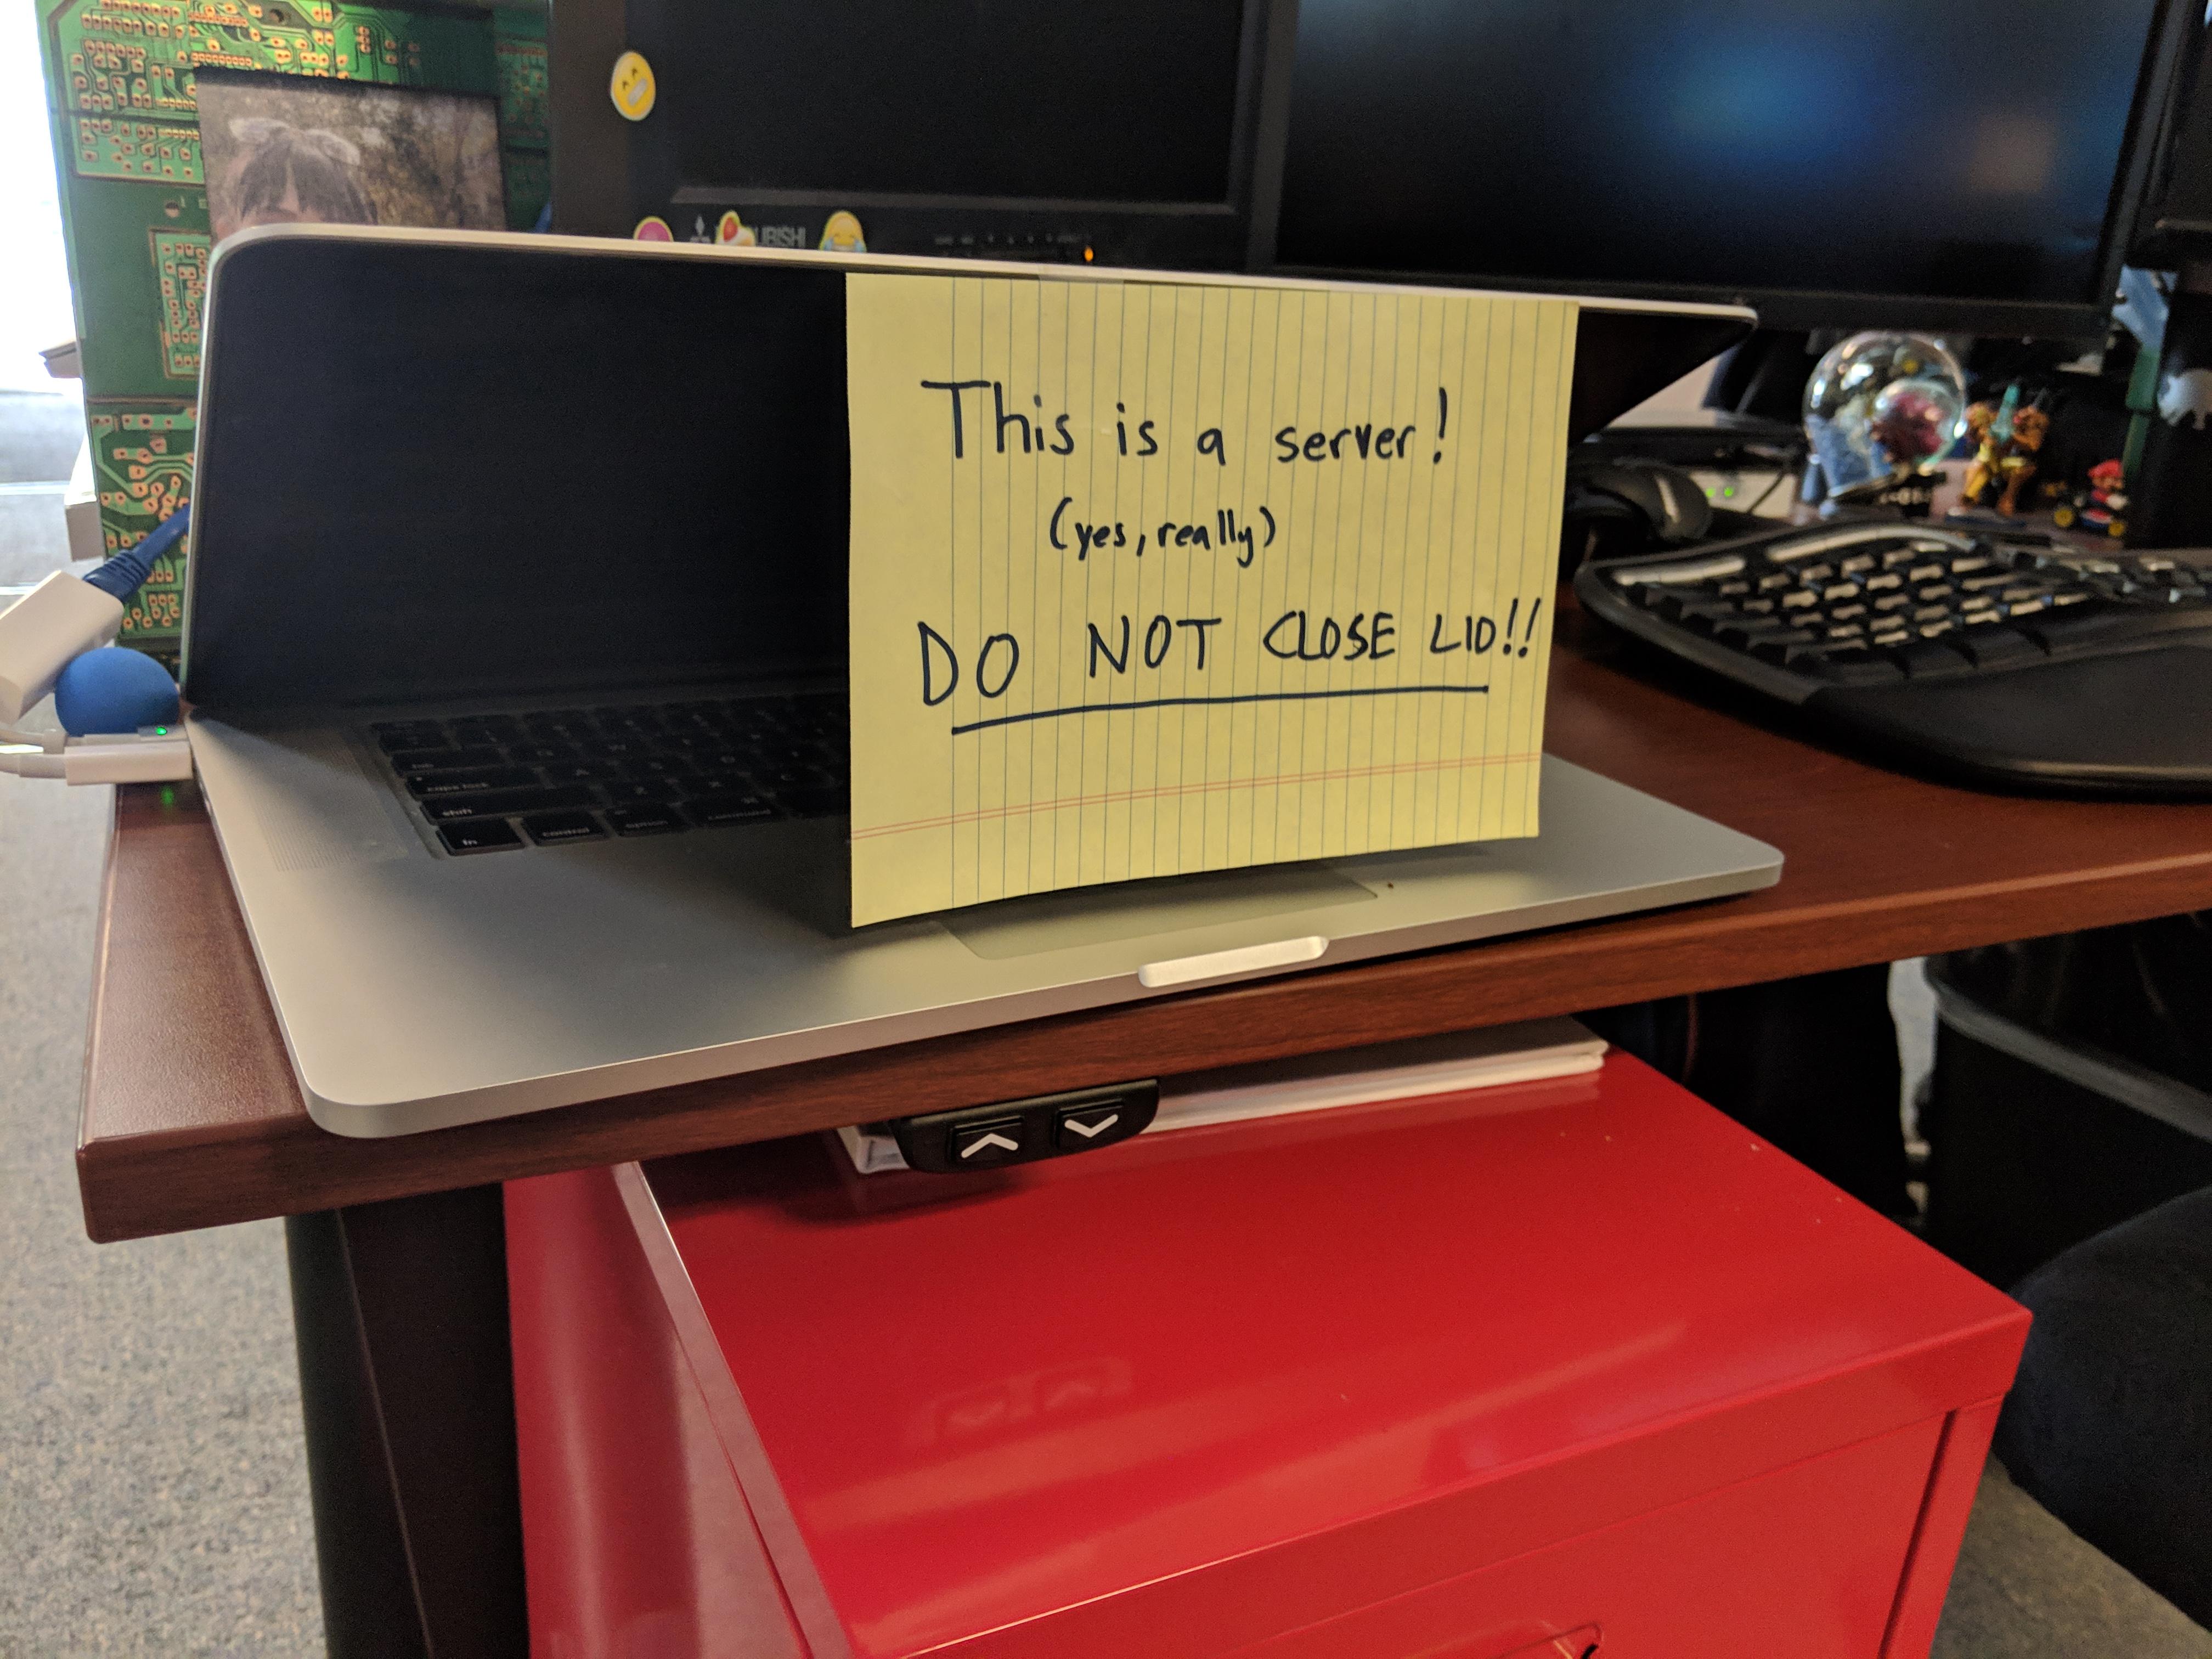 This is a server!
(yes, really)
DO NOT CLOSE LID!!
caps lock
shift
fn
control
option
command